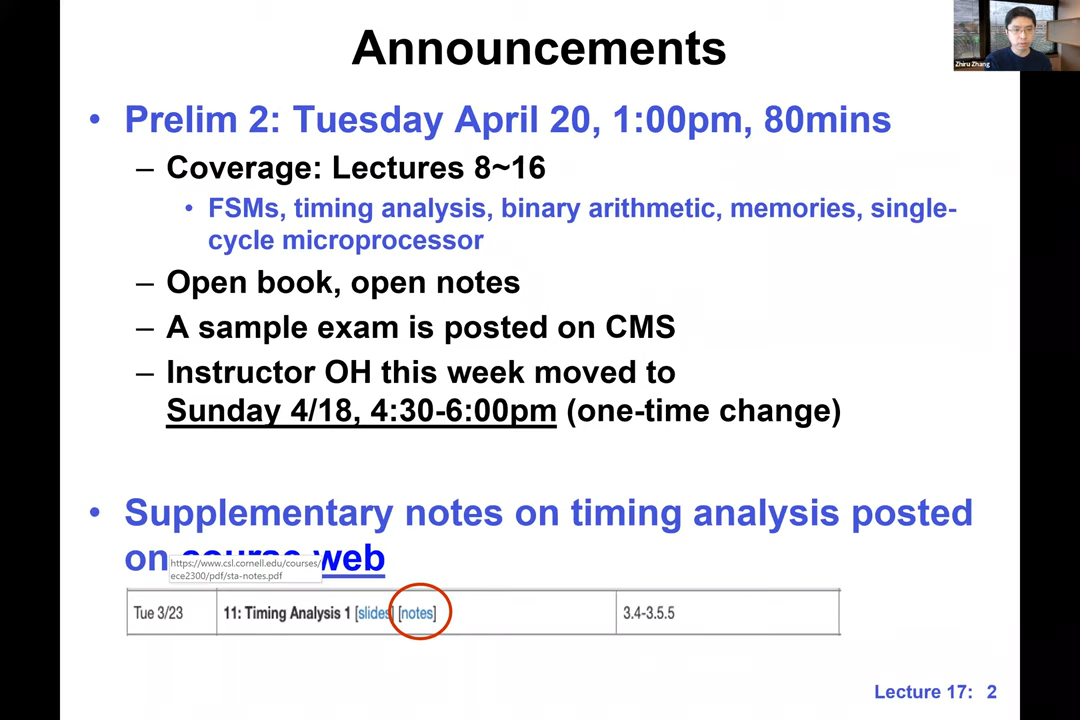 Announcements
Zhiru Zhang
• Prelim 2: Tuesday April 20, 1:00pm, 80mins
– Coverage: Lectures 8~16
• FSMs, timing analysis, binary arithmetic, memories, single-
cycle microprocessor
– Open book, open notes
– A sample exam is posted on CMS
– Instructor OH this week moved to
Sunday 4/18, 4:30-6:00pm (one-time change)
• Supplementary notes on timing analysis posted
on course web
https://www.csl.cornell.edu/courses/
ece2300/pdf/sta-notes.pdf
Tue 3/23 11: Timing Analysis 1 [slides] [notes] 3.4-3.5.5
Lecture 17: 2